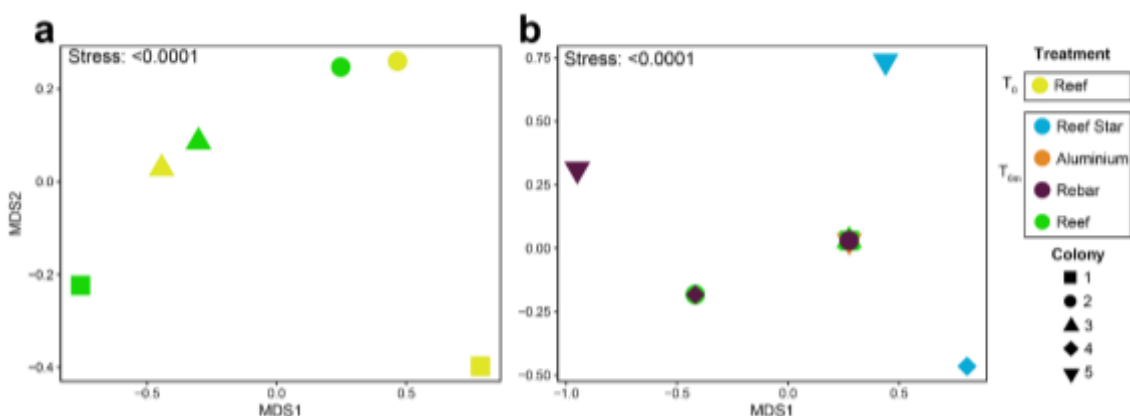 a
Stress: <0.0001
MDS2
0.2
0.0
−0.2
−0.4
−0.5
0.0
0.5
MDS1
b
Stress: <0.0001
0.75
0.50
0.25
0.00
−0.25
−0.50
−1.0
−0.5
0.0
0.5
MDS1
Treatment
T0
Reef
T6m
Reef Star
Aluminium
Rebar
Reef
Colony
1
2
3
4
5